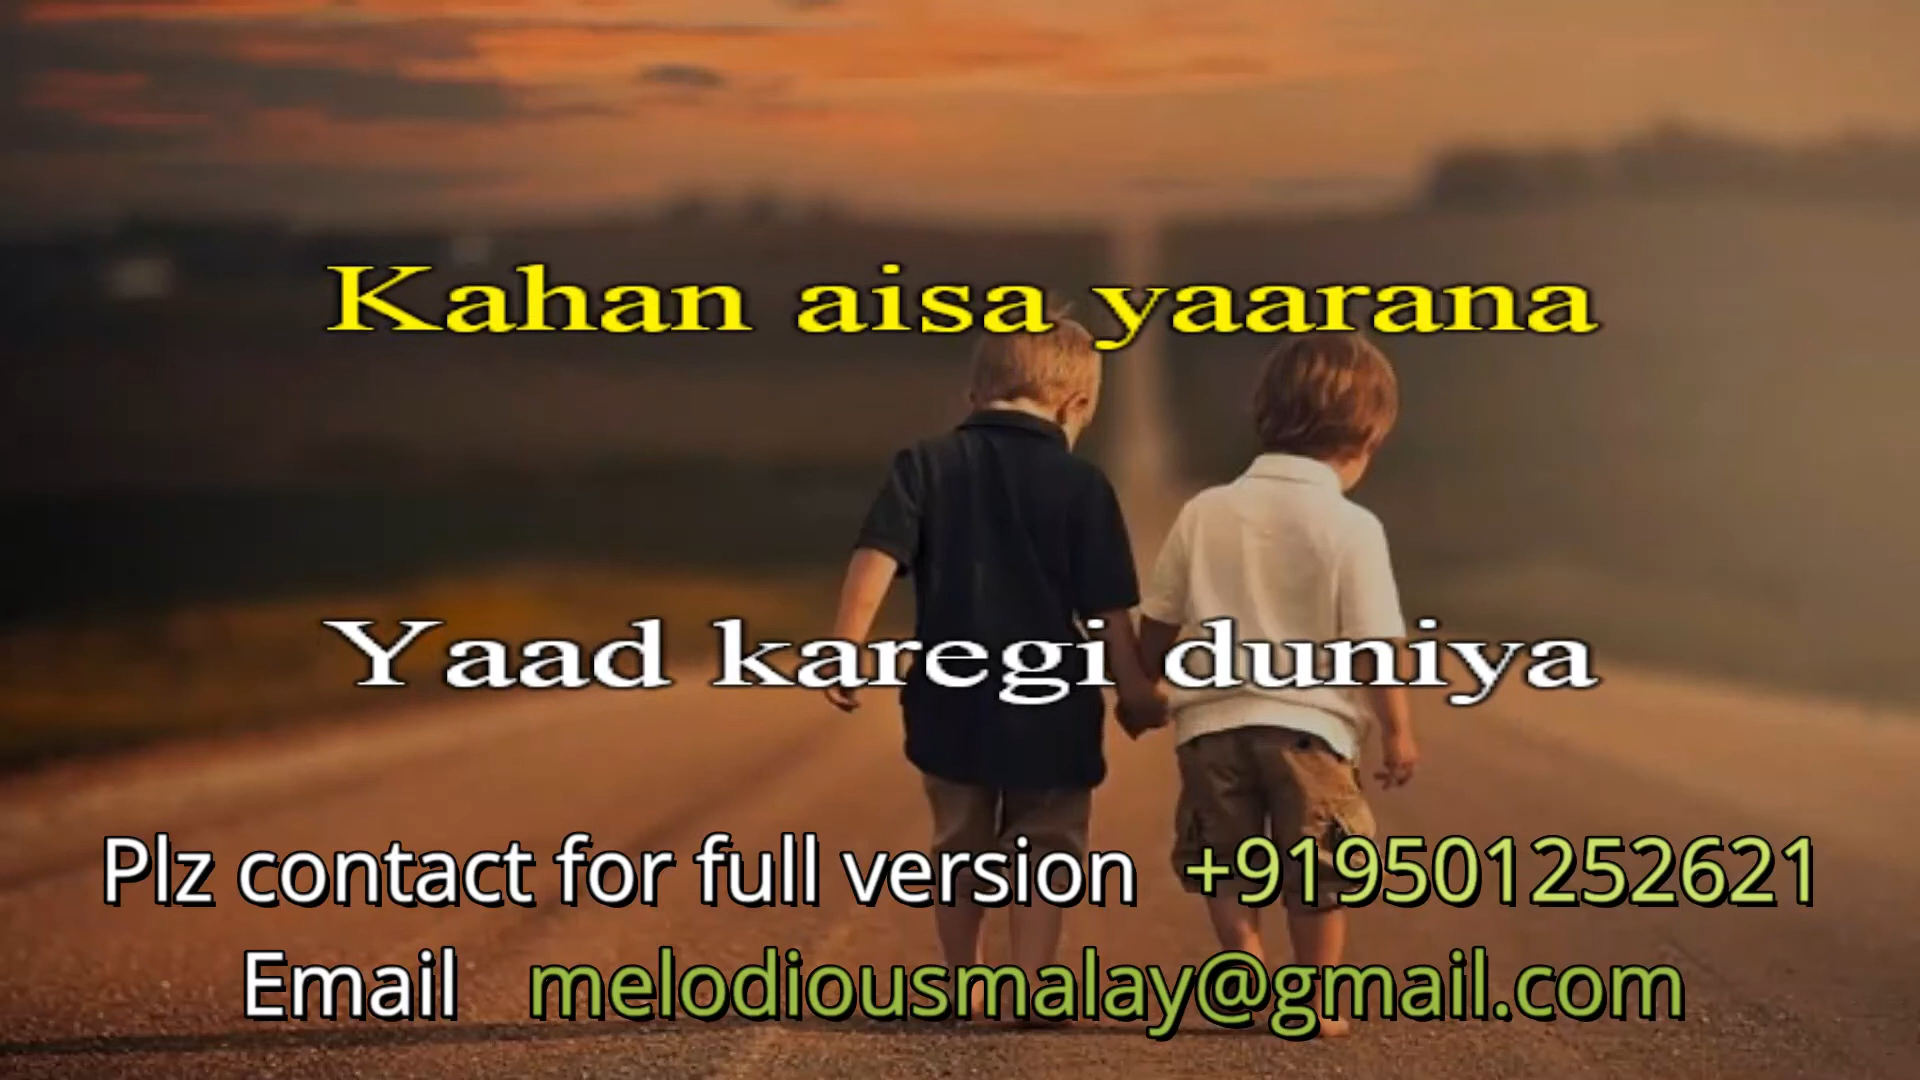 Kahan aisa yaarana
Yaad karegi duniya
Plz contact for full version +919501252621
Email melodiousmalay@gmail.com